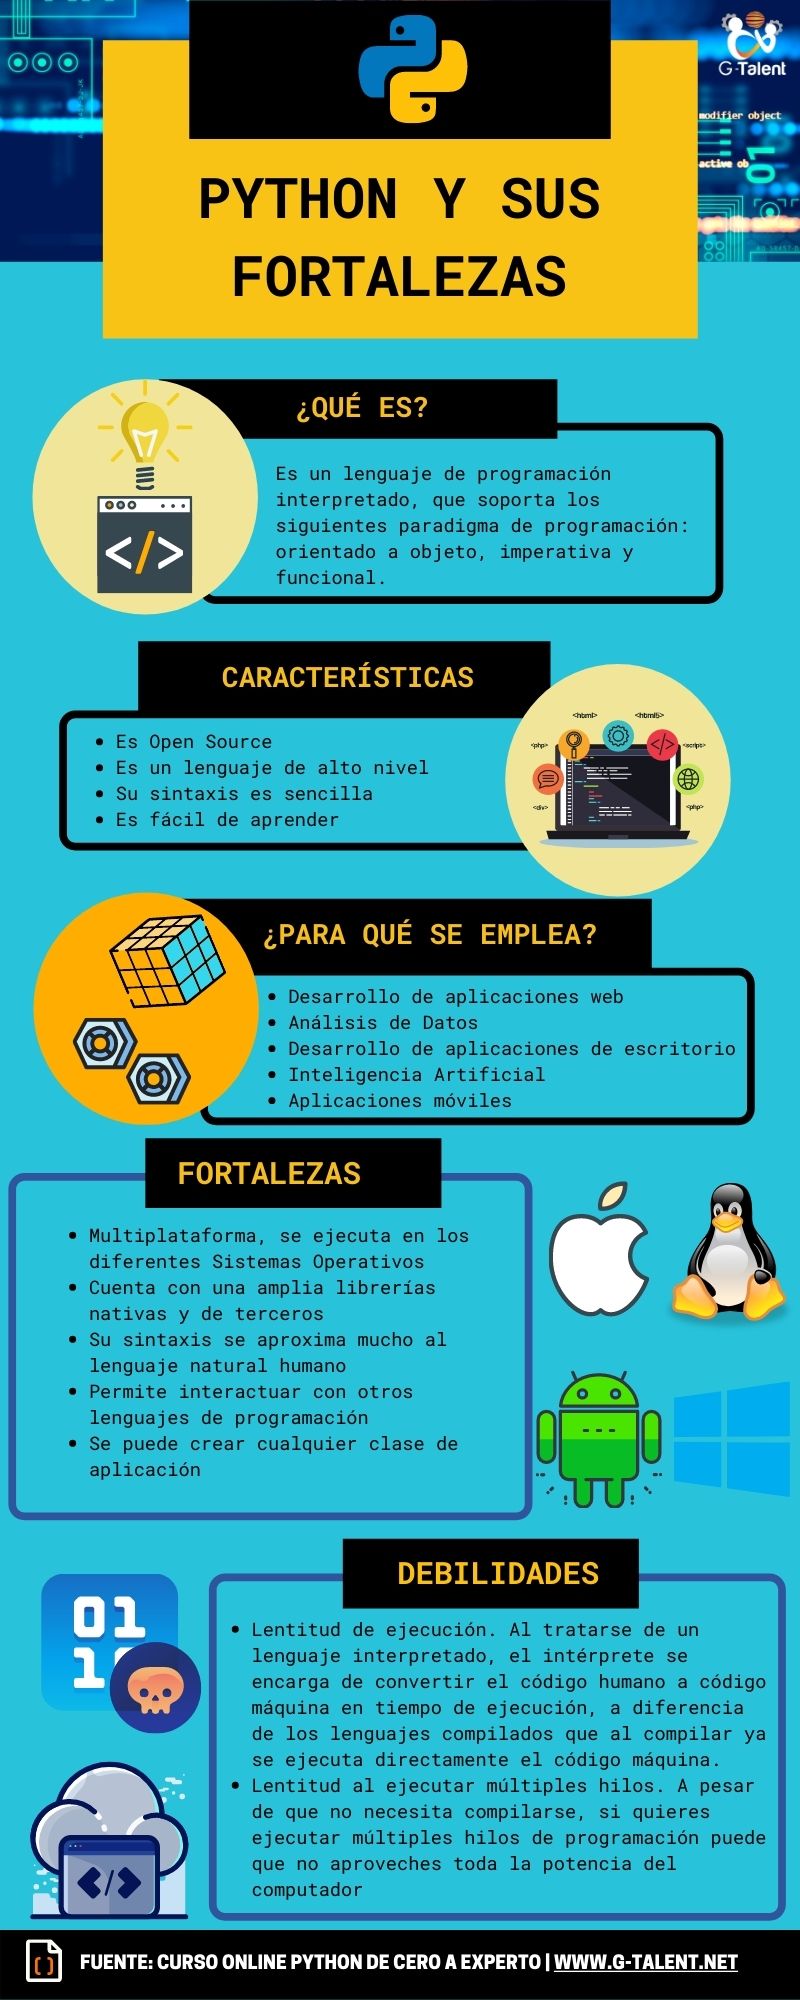 G-Talent
modifier object
active ob
01
PYTHON Y SUS
FORTALEZAS
¿QUÉ ES?
Es un lenguaje de programación
interpretado, que soporta los
siguientes paradigma de programación:
orientado a objeto, imperativa y
funcional.
</>
CARACTERÍSTICAS
• Es Open Source
• Es un lenguaje de alto nivel
• Su sintaxis es sencilla
• Es fácil de aprender
<html> <html5>
<php> </> <script>
<div> <php>
¿PARA QUÉ SE EMPLEA?
• Desarrollo de aplicaciones web
• Análisis de Datos
• Desarrollo de aplicaciones de escritorio
• Inteligencia Artificial
• Aplicaciones móviles
FORTALEZAS
• Multiplataforma, se ejecuta en los
diferentes Sistemas Operativos
• Cuenta con una amplia librerías
nativas y de terceros
• Su sintaxis se aproxima mucho al
lenguaje natural humano
• Permite interactuar con otros
lenguajes de programación
• Se puede crear cualquier clase de
aplicación
DEBILIDADES
• Lentitud de ejecución. Al tratarse de un
lenguaje interpretado, el intérprete se
encarga de convertir el código humano a código
máquina en tiempo de ejecución, a diferencia
de los lenguajes compilados que al compilar ya
se ejecuta directamente el código máquina.
• Lentitud al ejecutar múltiples hilos. A pesar
de que no necesita compilarse, si quieres
ejecutar múltiples hilos de programación puede
que no aproveches toda la potencia del
computador
01
1
</>
FUENTE: CURSO ONLINE PYTHON DE CERO A EXPERTO | WWW.G-TALENT.NET